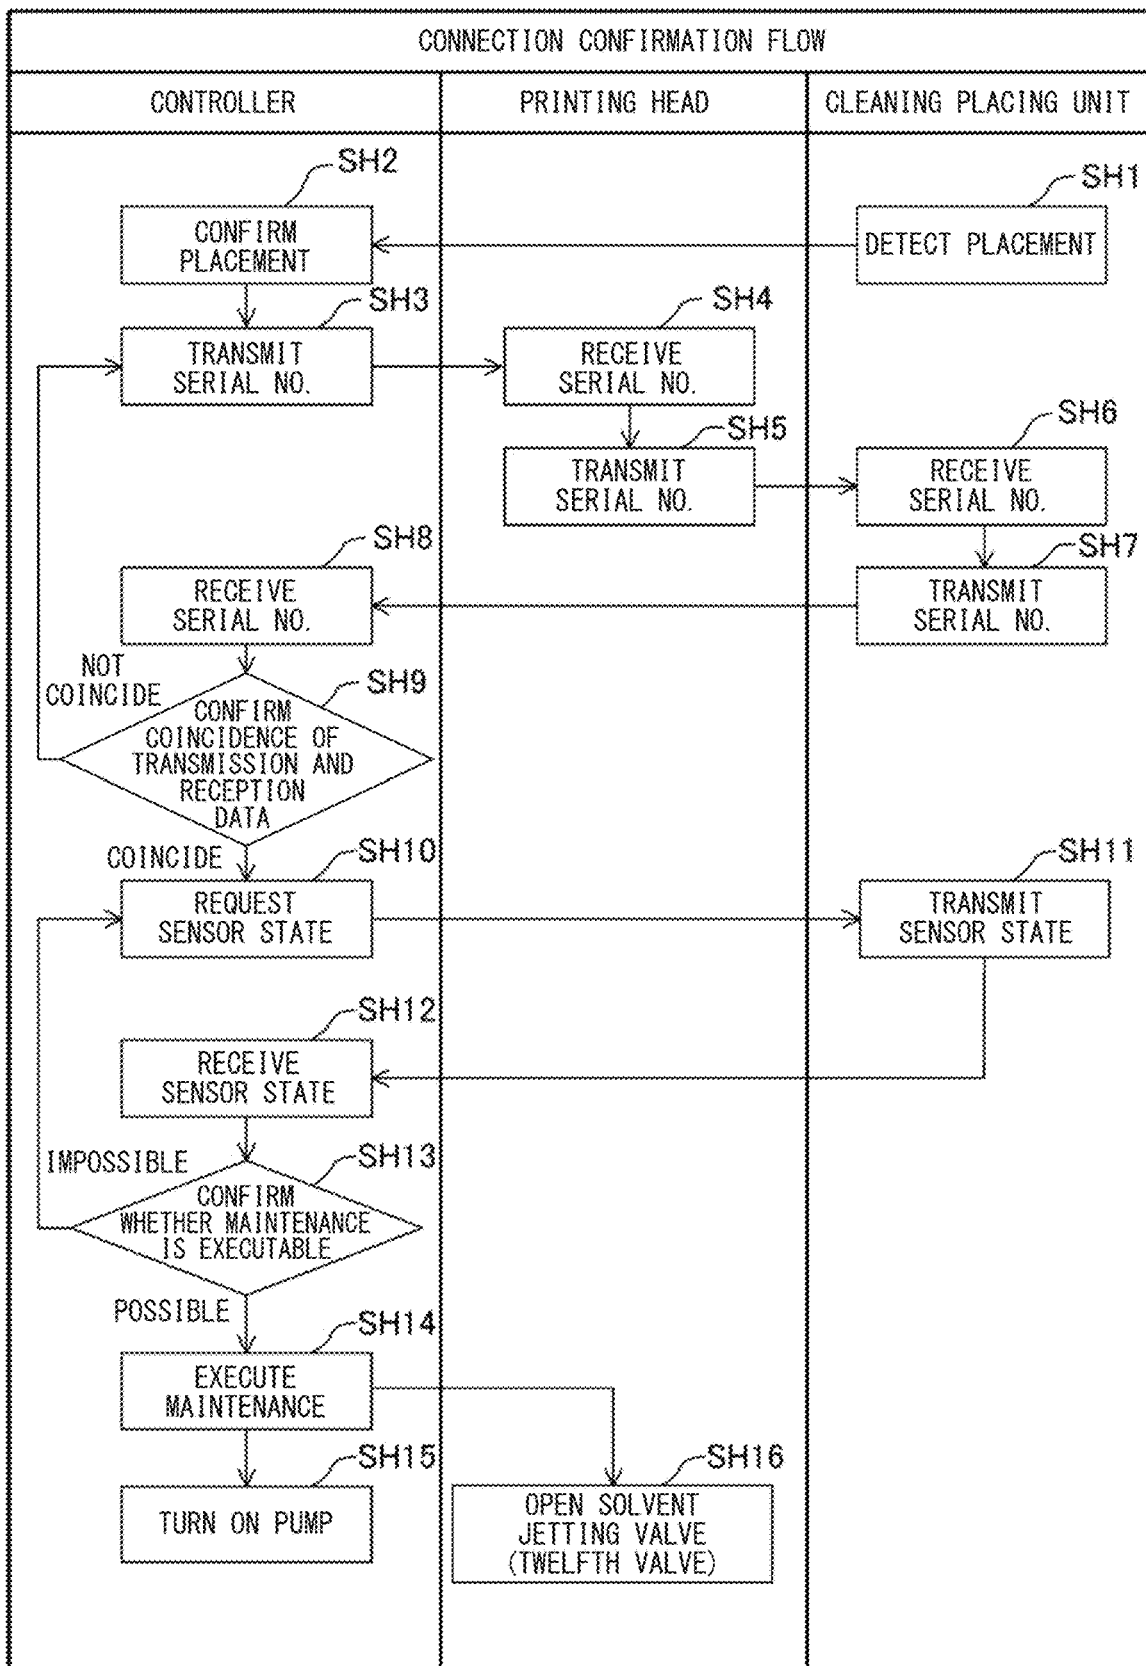 CONNECTION CONFIRMATION FLOW
CONTROLLER
PRINTING HEAD
CLEANING PLACING UNIT
SH1
DETECT PLACEMENT
SH2
CONFIRM
PLACEMENT
SH3
TRANSMIT
SERIAL NO.
SH4
RECEIVE
SERIAL NO.
SH5
TRANSMIT
SERIAL NO.
SH6
RECEIVE
SERIAL NO.
SH7
TRANSMIT
SERIAL NO.
SH8
RECEIVE
SERIAL NO.
NOT
COINCIDE
SH9
CONFIRM
COINCIDENCE OF
TRANSMISSION AND
RECEPTION
DATA
COINCIDE
SH10
REQUEST
SENSOR STATE
SH11
TRANSMIT
SENSOR STATE
SH12
RECEIVE
SENSOR STATE
IMPOSSIBLE
SH13
CONFIRM
WHETHER MAINTENANCE
IS EXECUTABLE
POSSIBLE
SH14
EXECUTE
MAINTENANCE
SH15
TURN ON PUMP
SH16
OPEN SOLVENT
JETTING VALVE
(TWELFTH VALVE)